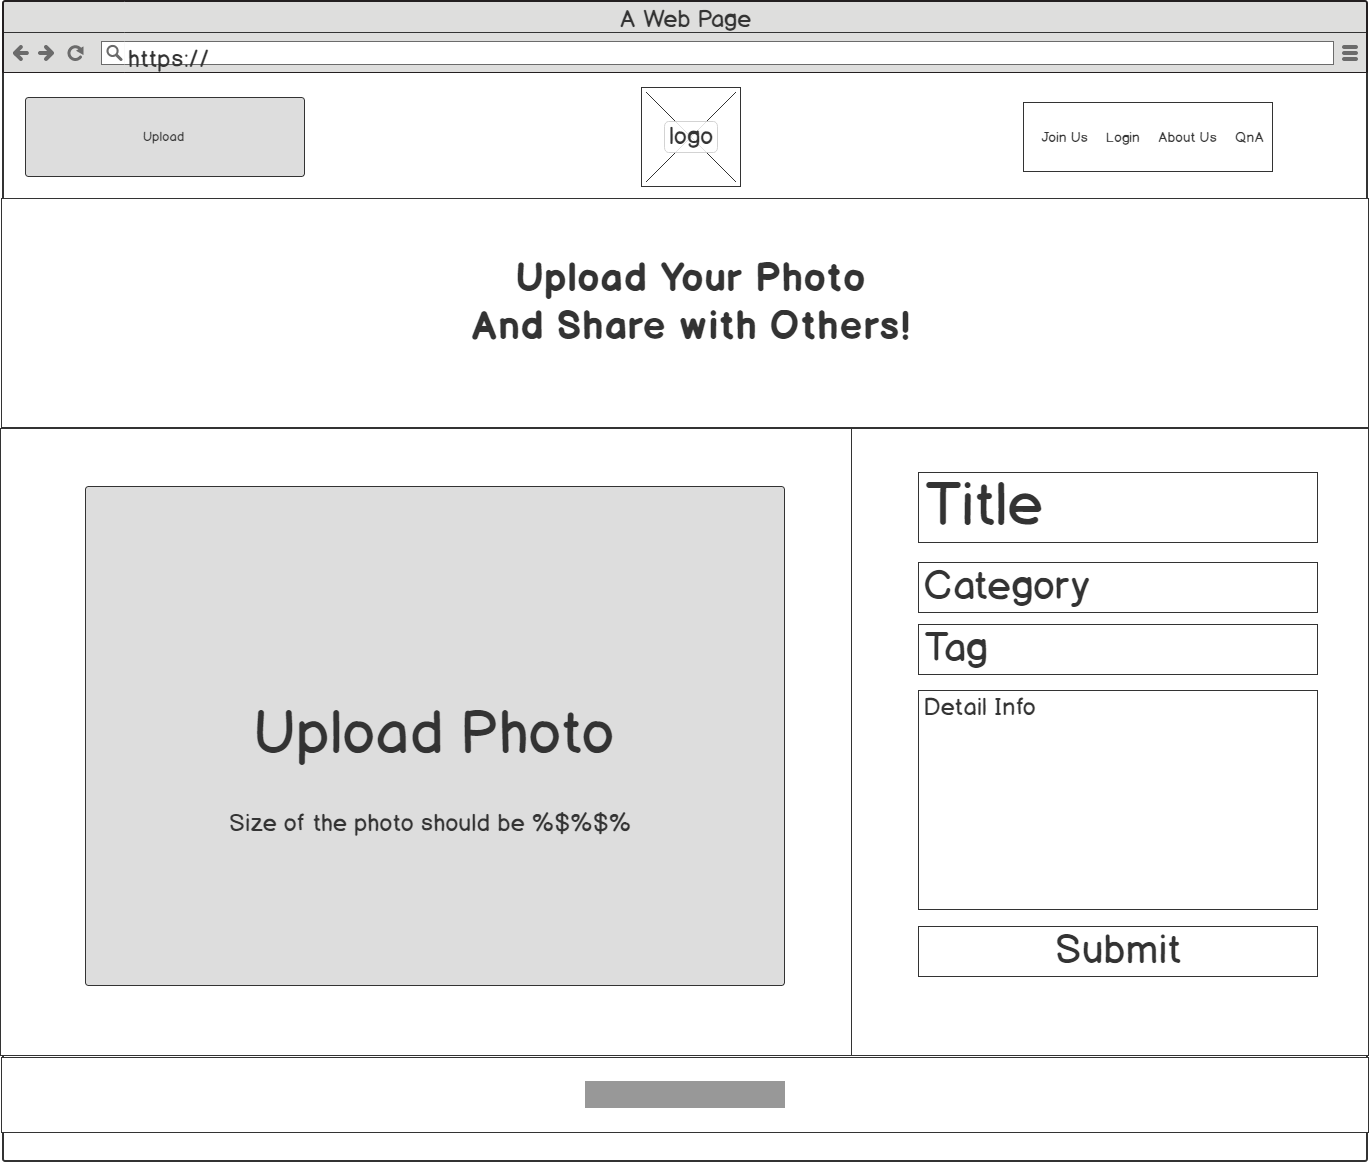 A Web Page
https://
Upload
logo
Join Us Login About Us QnA
Upload Your Photo
And Share with Others!
Upload Photo
Size of the photo should be %$%$%
Title
Category
Tag
Detail Info
Submit